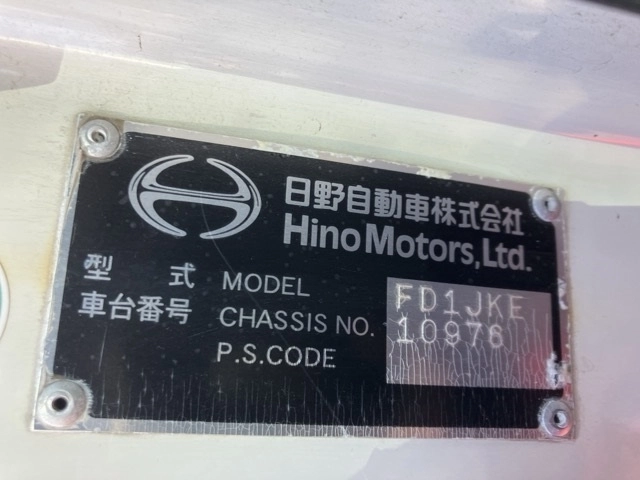 日野自動車株式会社
Hino Motors, Ltd.
型 式 MODEL FD1JKE
車台番号 CHASSIS NO. 10976
P.S.CODE